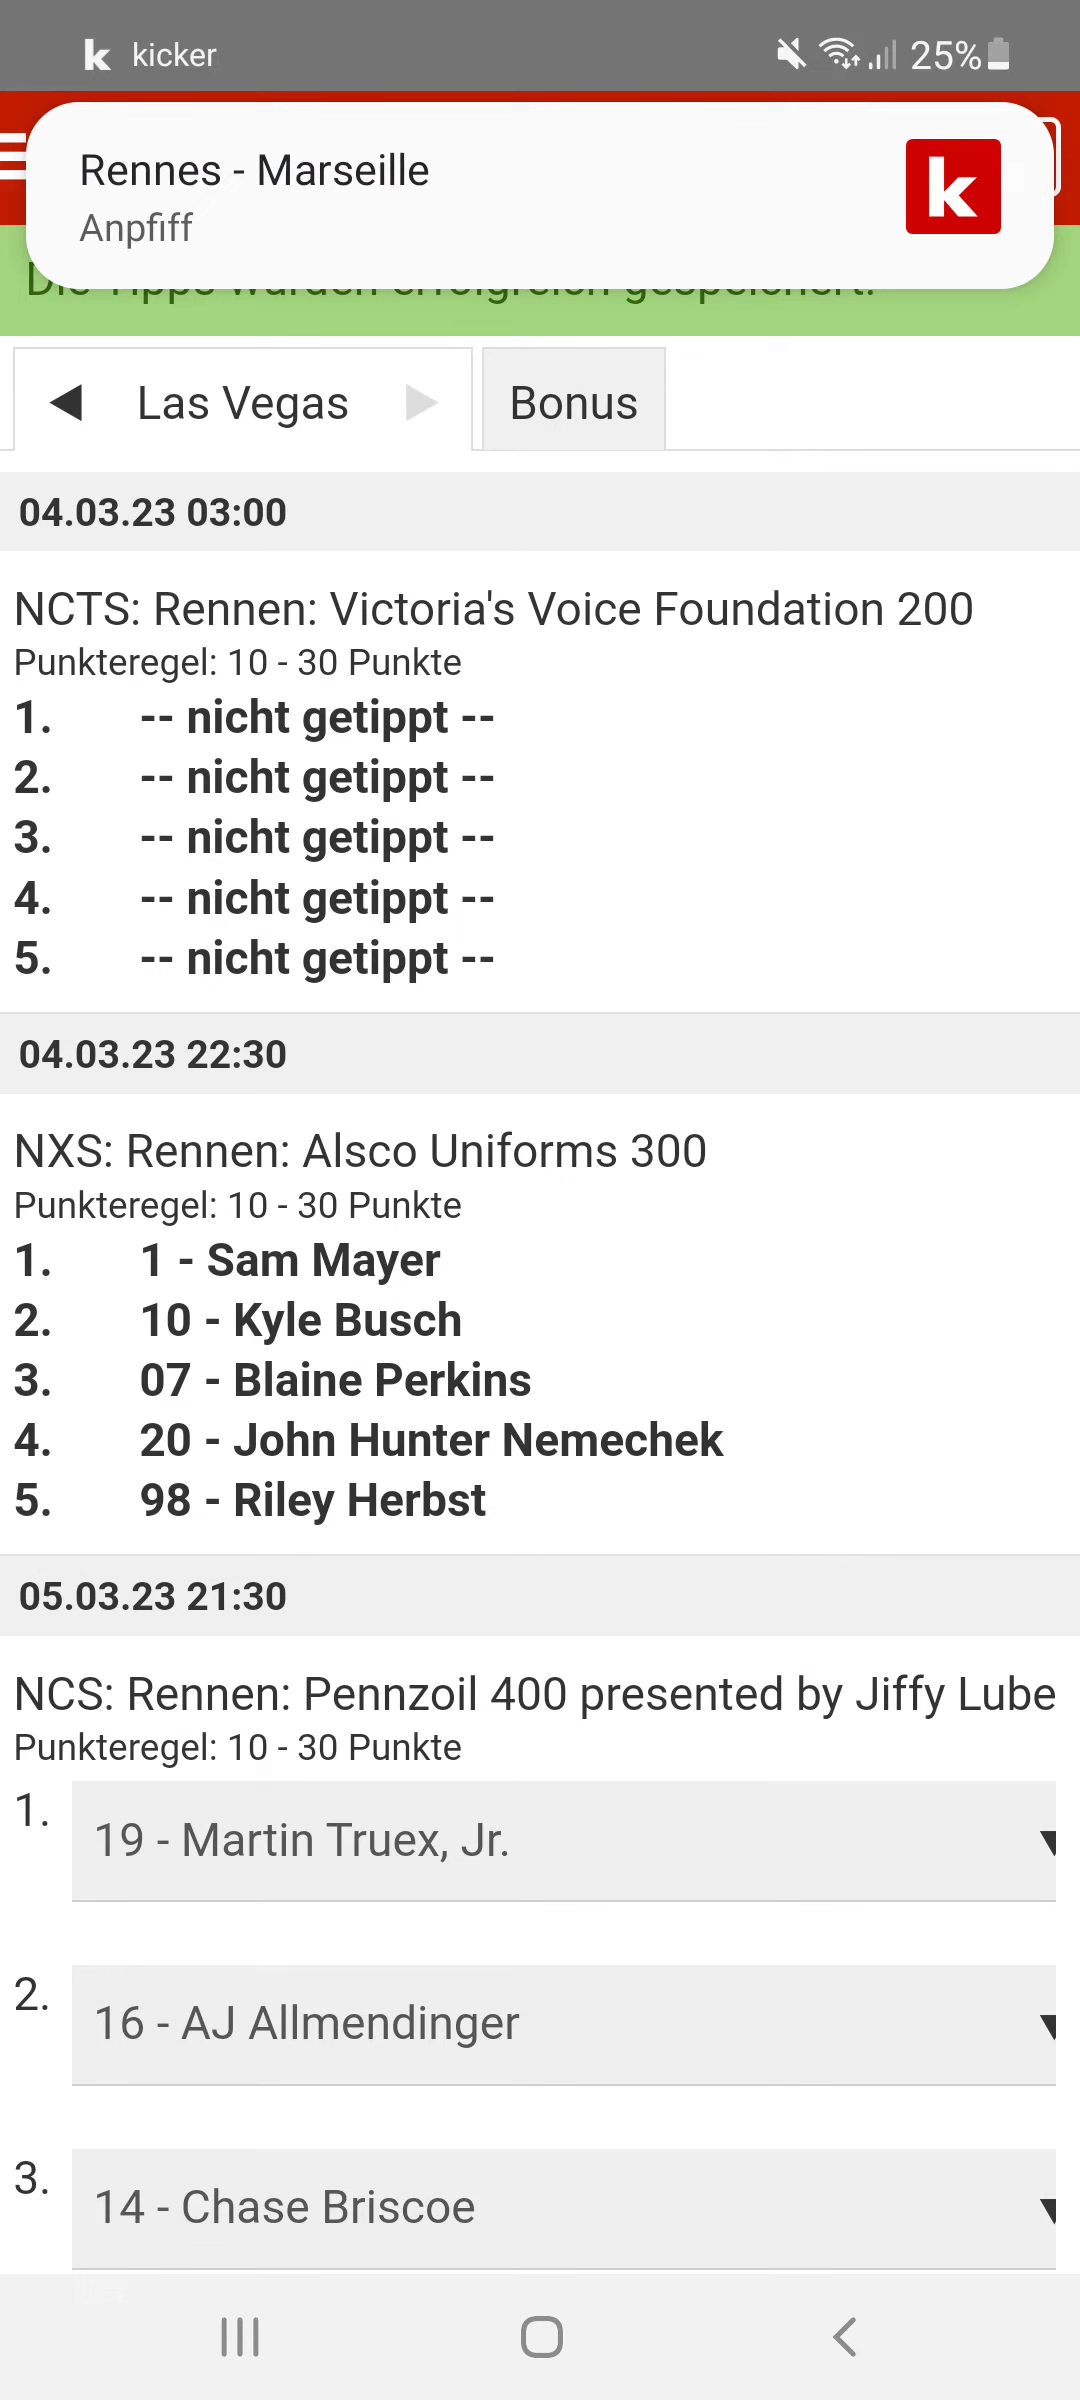 kicker
25%
Rennes - Marseille
Anpfiff
Die Tipps wurden erfolgreich gespeichert.
Las Vegas
Bonus
04.03.23 03:00
NCTS: Rennen: Victoria's Voice Foundation 200
Punkteregel: 10 - 30 Punkte
1. -- nicht getippt --
2. -- nicht getippt --
3. -- nicht getippt --
4. -- nicht getippt --
5. -- nicht getippt --
04.03.23 22:30
NXS: Rennen: Alsco Uniforms 300
Punkteregel: 10 - 30 Punkte
1. 1 - Sam Mayer
2. 10 - Kyle Busch
3. 07 - Blaine Perkins
4. 20 - John Hunter Nemechek
5. 98 - Riley Herbst
05.03.23 21:30
NCS: Rennen: Pennzoil 400 presented by Jiffy Lube
Punkteregel: 10 - 30 Punkte
1. 19 - Martin Truex, Jr.
2. 16 - AJ Allmendinger
3. 14 - Chase Briscoe